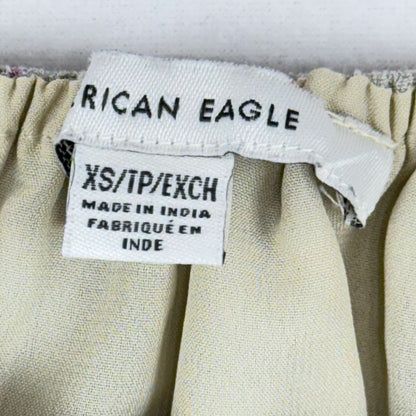 RICAN EAGLE
XS/TP/EXCH
MADE IN INDIA
FABRIQUÉ EN
INDE